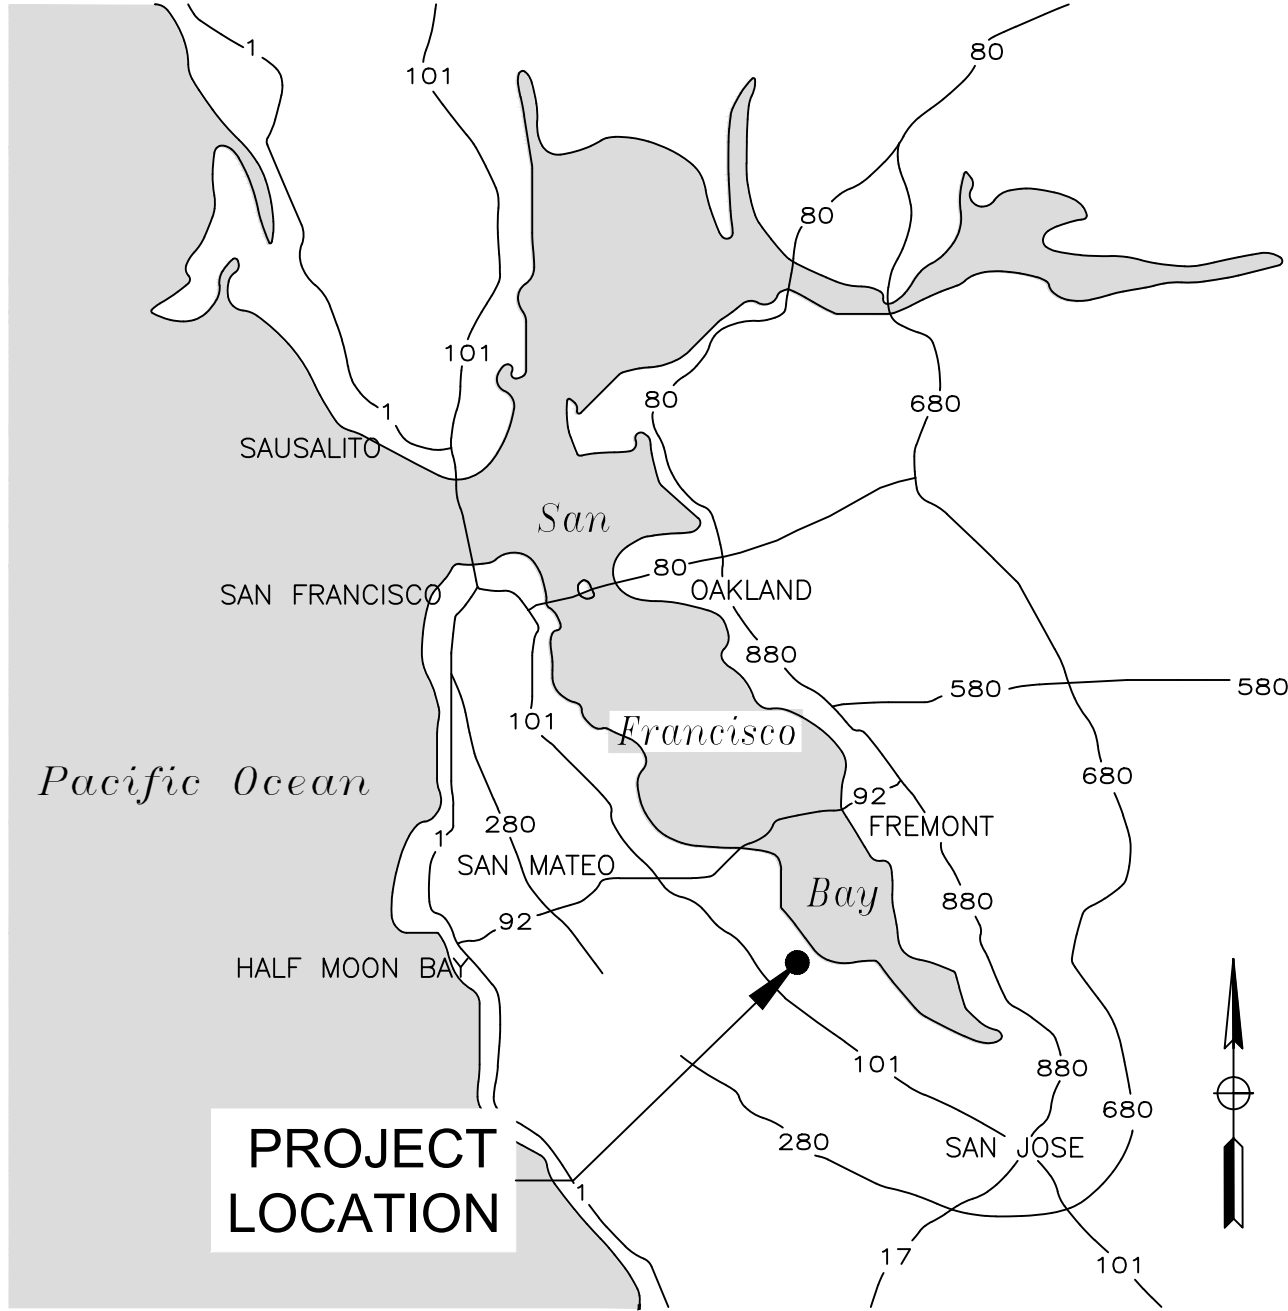 1
80
101
80
101
80
680
1
SAUSALITO
San
80
SAN FRANCISCO
OAKLAND
880
580
580
101
Francisco
680
Pacific Ocean
92
280
FREMONT
1
SAN MATEO
Bay
880
92
HALF MOON BAY
101
880
680
280
SAN JOSE
PROJECT
LOCATION
1
17
101